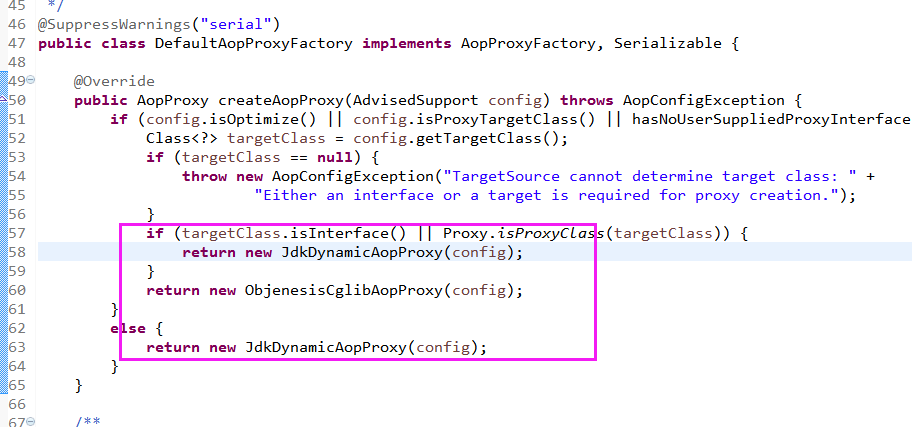 45  */
46 @SuppressWarnings("serial")
47 public class DefaultAopProxyFactory implements AopProxyFactory, Serializable {
48
49     @Override
50     public AopProxy createAopProxy(AdvisedSupport config) throws AopConfigException {
51         if (config.isOptimize() || config.isProxyTargetClass() || hasNoUserSuppliedProxyInterface
52             Class<?> targetClass = config.getTargetClass();
53             if (targetClass == null) {
54                 throw new AopConfigException("TargetSource cannot determine target class: " +
55                         "Either an interface or a target is required for proxy creation.");
56             }
57             if (targetClass.isInterface() || Proxy.isProxyClass(targetClass)) {
58                 return new JdkDynamicAopProxy(config);
59             }
60             return new ObjenesisCglibAopProxy(config);
61         }
62         else {
63             return new JdkDynamicAopProxy(config);
64         }
65     }
66
67     /**